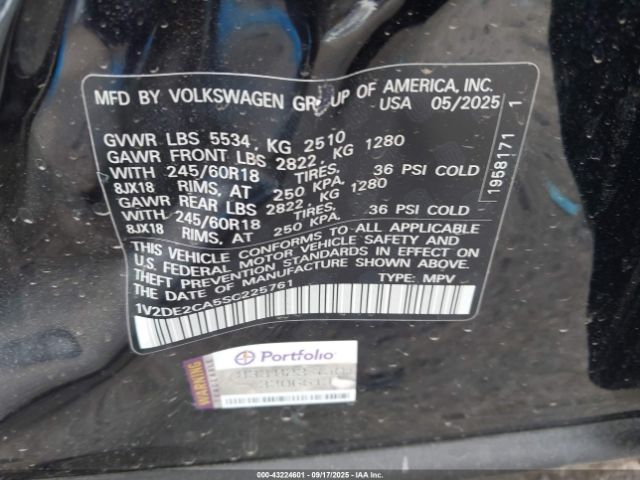 MFD BY VOLKSWAGEN GROUP OF AMERICA, INC.
USA 05/2025
GVWR LBS 5534, KG 2510
GAWR FRONT LBS 2822, KG 1280
WITH 245/60R18 TIRES, 36 PSI COLD
8JX18 RIMS, AT 250 KPA,
GAWR REAR LBS 2822, KG 1280
WITH 245/60R18 TIRES, 36 PSI COLD
8JX18 RIMS, AT 250 KPA,
THIS VEHICLE CONFORMS TO ALL APPLICABLE
U.S. FEDERAL MOTOR VEHICLE SAFETY AND
THEFT PREVENTION STANDARDS IN EFFECT ON
THE DATE OF MANUFACTURE SHOWN ABOVE.
1V2DE2CA5SC225761 TYPE: MPV
1958171 1
WARNING
Portfolio
00-43224601 | 09/17/2025 | COPYRIGHT IAA, LLC.